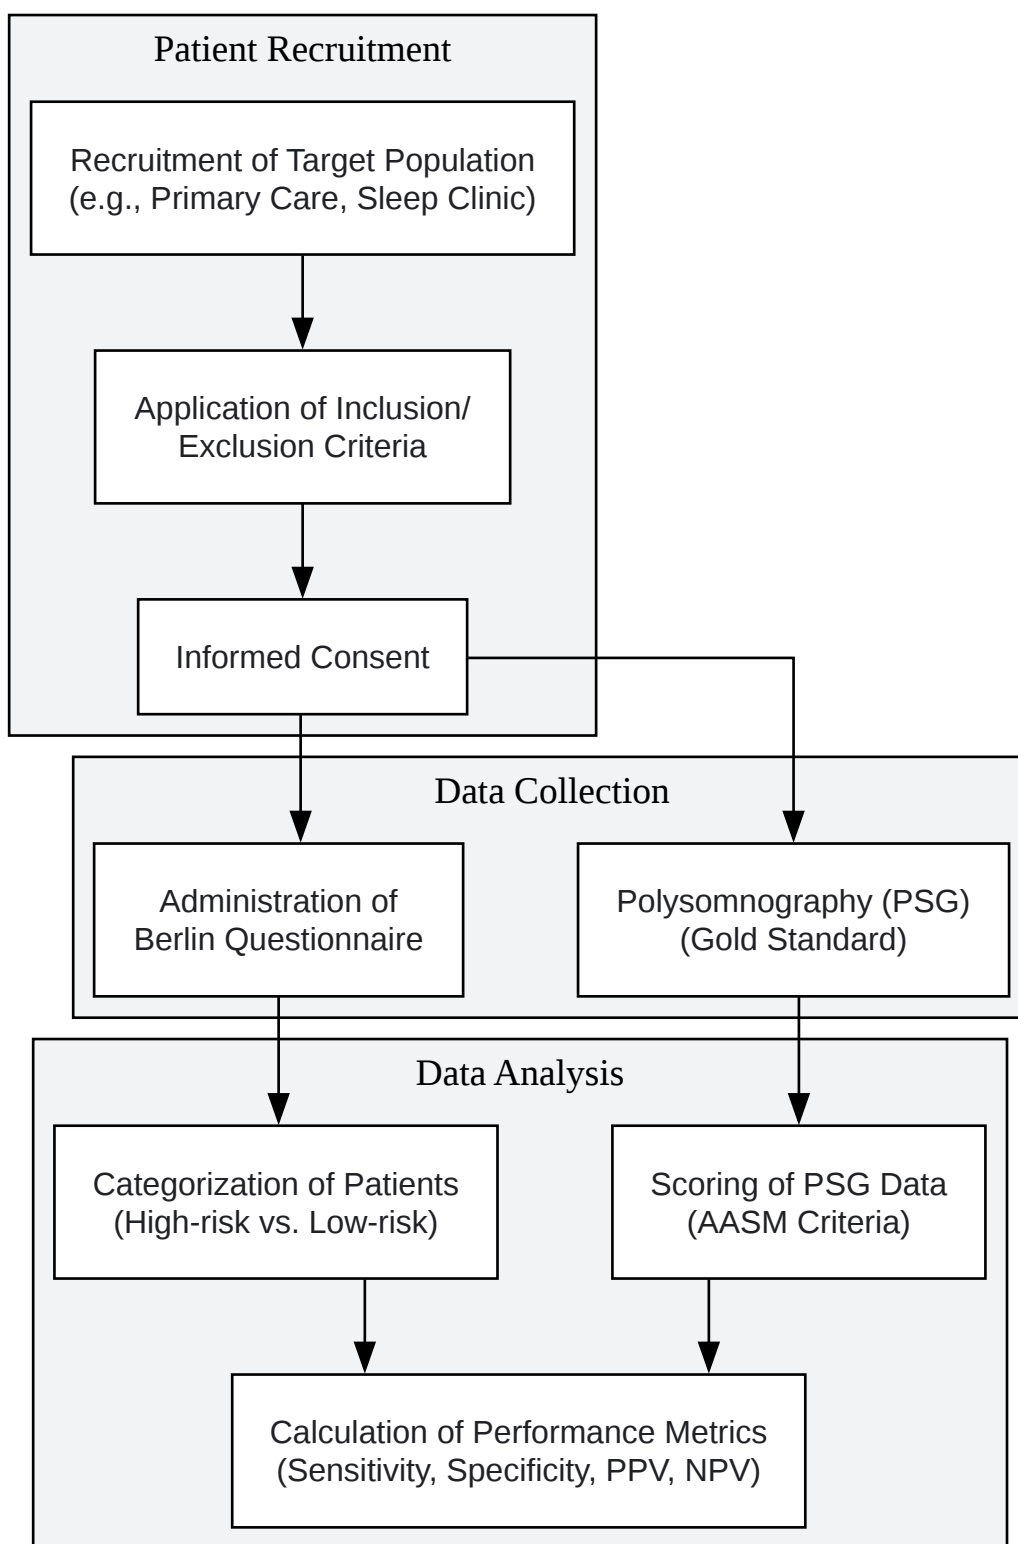 Patient Recruitment
Recruitment of Target Population
(e.g., Primary Care, Sleep Clinic)
Application of Inclusion/
Exclusion Criteria
Informed Consent
Data Collection
Administration of
Berlin Questionnaire
Polysomnography (PSG)
(Gold Standard)
Data Analysis
Categorization of Patients
(High-risk vs. Low-risk)
Scoring of PSG Data
(AASM Criteria)
Calculation of Performance Metrics
(Sensitivity, Specificity, PPV, NPV)